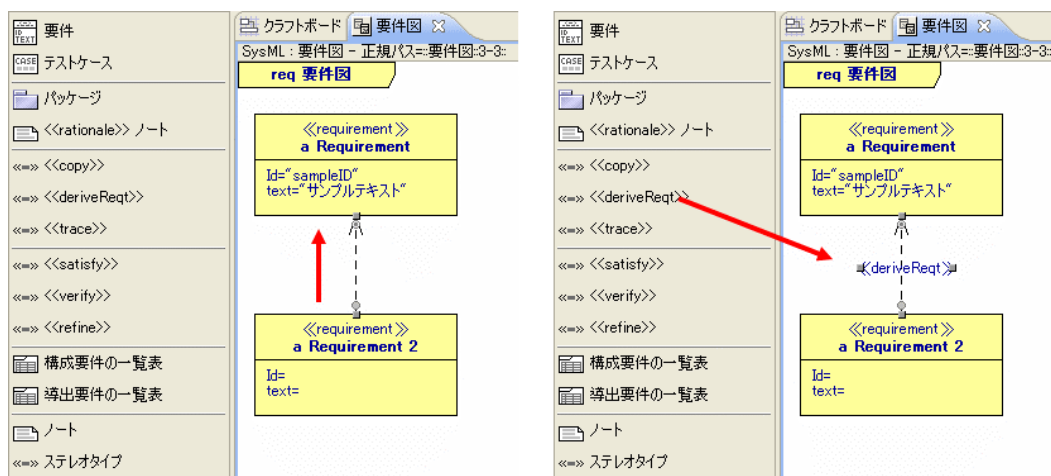 要件
テストケース
パッケージ
<<rationale>> ノート
«=» <<copy>>
«=» <<deriveReqt>>
«=» <<trace>>
«=» <<satisfy>>
«=» <<verify>>
«=» <<refine>>
構成要件の一覧表
導出要件の一覧表
ノート
«=» ステレオタイプ
クラフトボード 要件図
SysML : 要件図 - 正規パス=::要件図::3-3::
req 要件図
≪requirement≫
a Requirement
Id="sampleID"
text="サンプルテキスト"
≪requirement≫
a Requirement 2
Id=
text=
要件
テストケース
パッケージ
<<rationale>> ノート
«=» <<copy>>
«=» <<deriveReqt>>
«=» <<trace>>
«=» <<satisfy>>
«=» <<verify>>
«=» <<refine>>
構成要件の一覧表
導出要件の一覧表
ノート
«=» ステレオタイプ
クラフトボード 要件図
SysML : 要件図 - 正規パス=::要件図::3-3::
req 要件図
≪requirement≫
a Requirement
Id="sampleID"
text="サンプルテキスト"
≪deriveReqt≫
≪requirement≫
a Requirement 2
Id=
text=